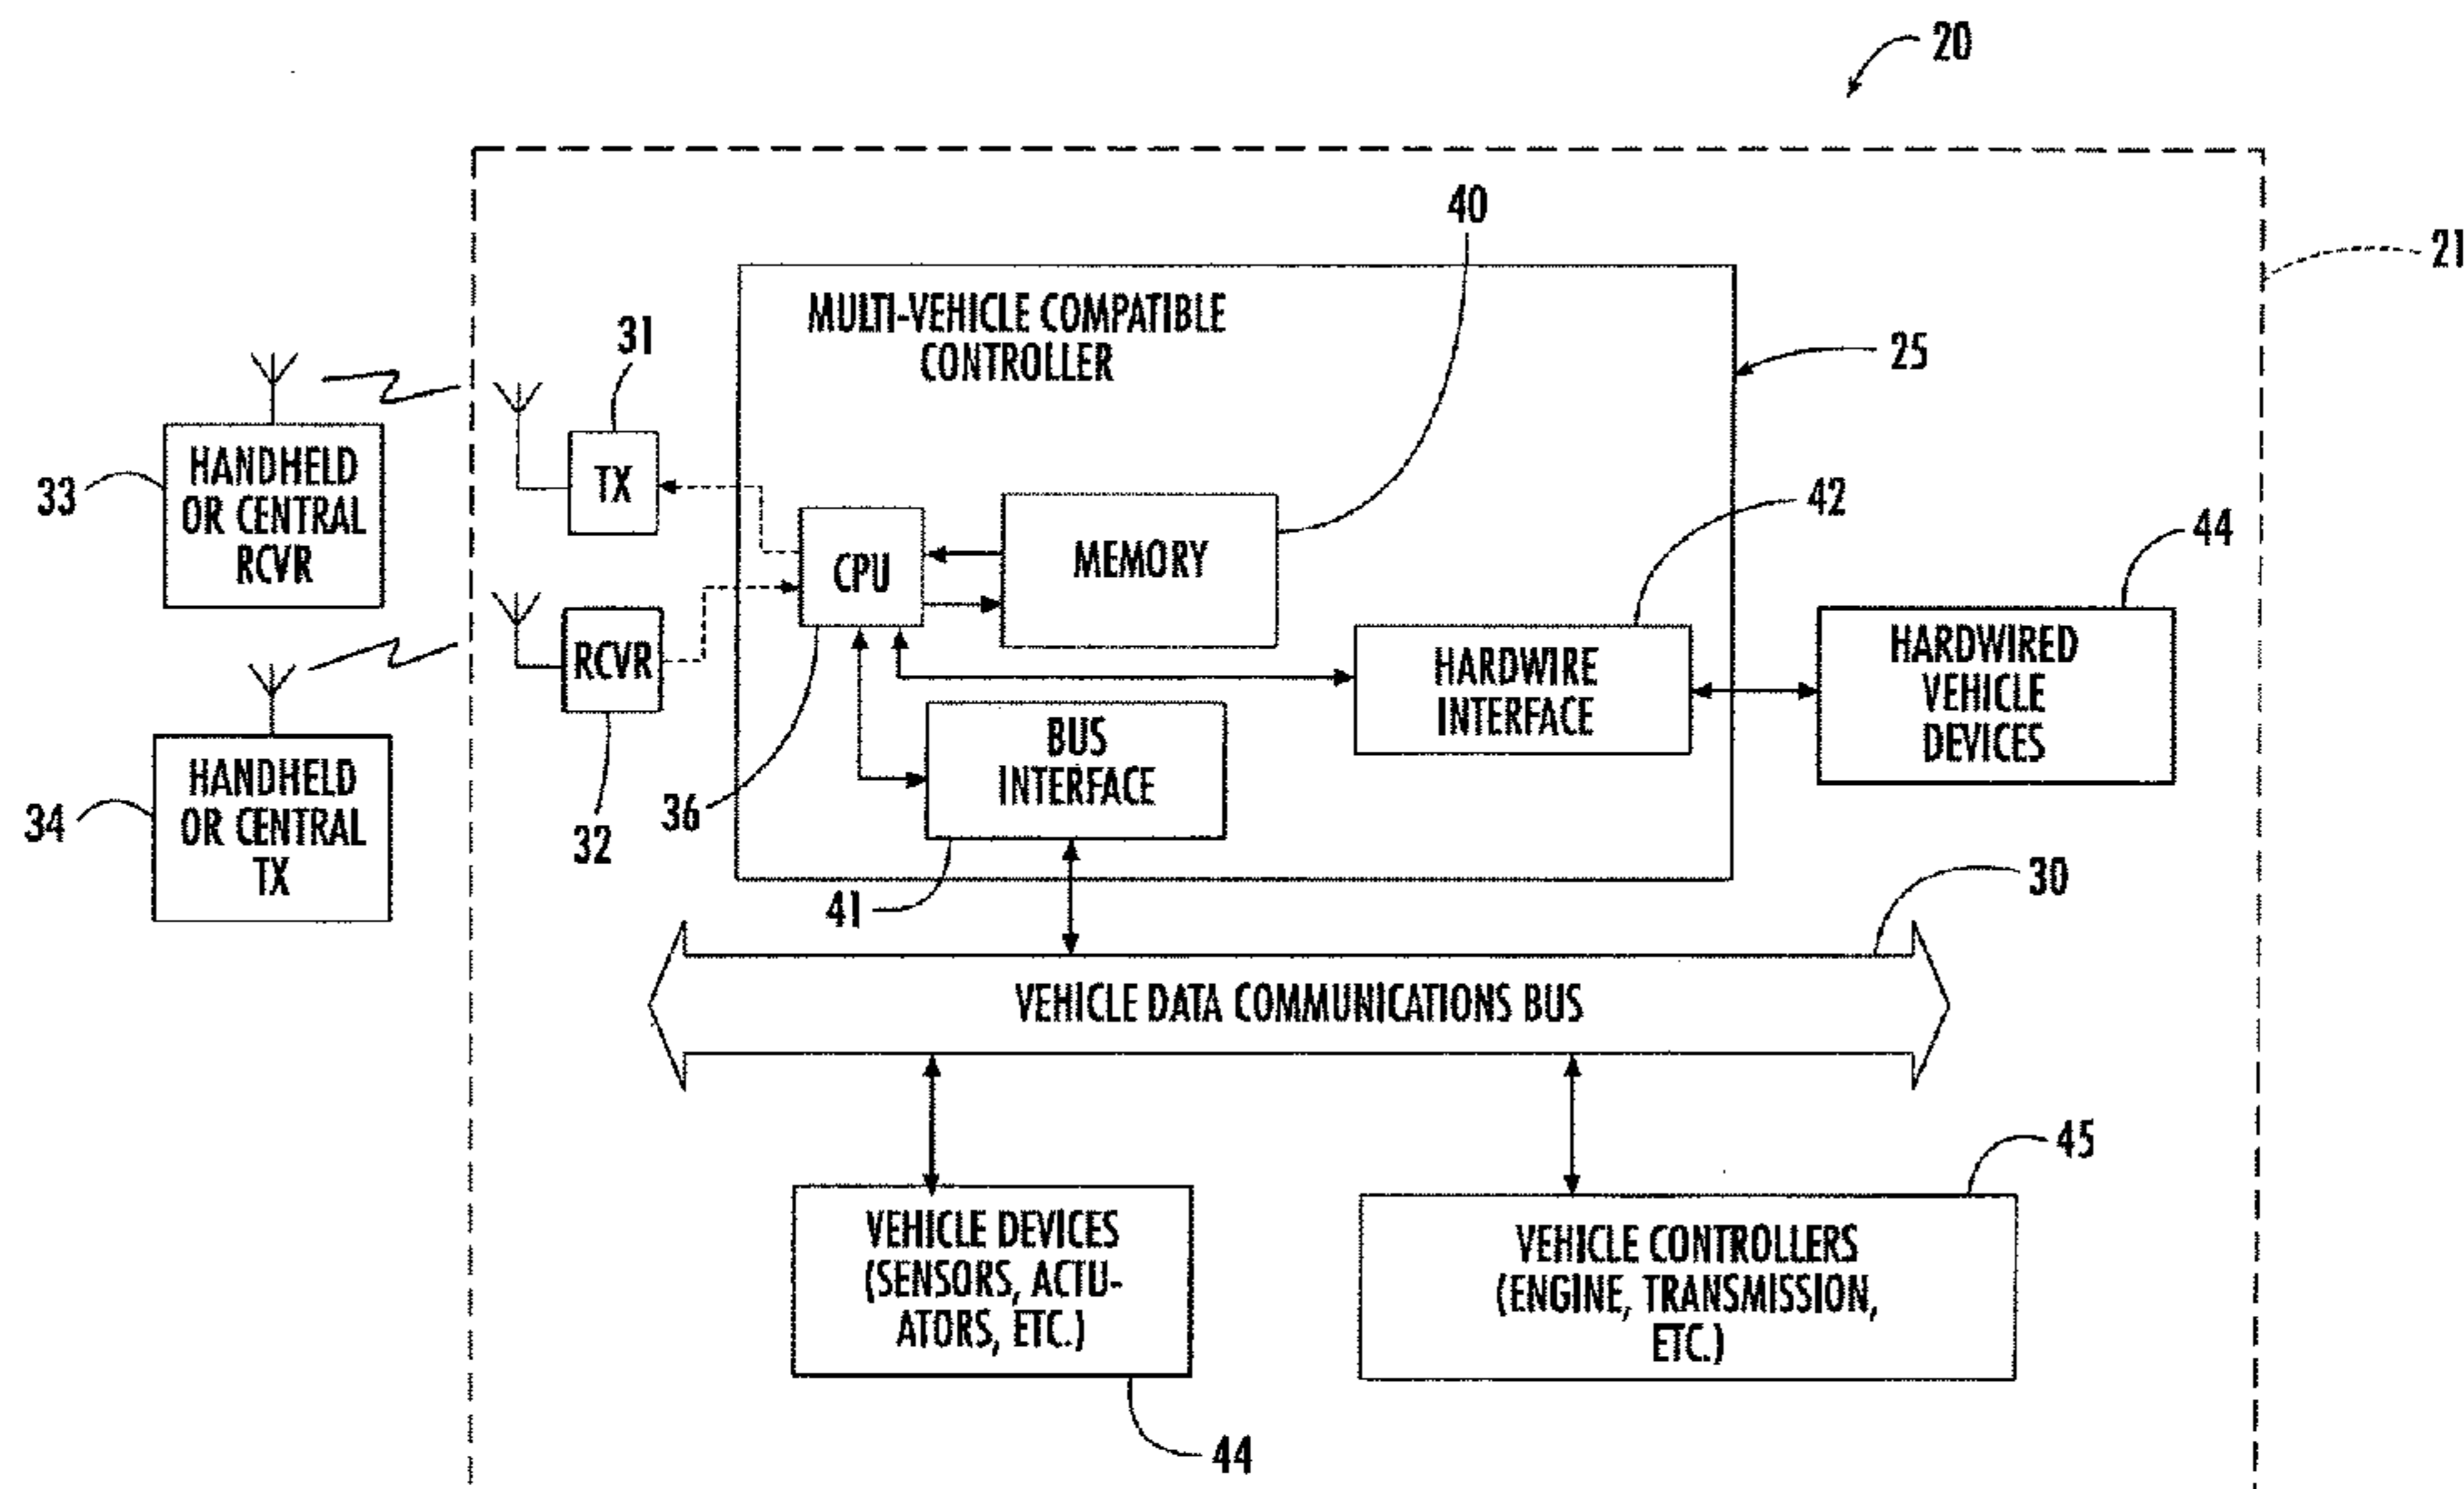 20
40
21
MULTI-VEHICLE COMPATIBLE
CONTROLLER
31
25
HANDHELD
OR CENTRAL
RCVR
33
TX
CPU
MEMORY
42
44
RCVR
32
36
HARDWIRE
INTERFACE
HARDWIRED
VEHICLE
DEVICES
BUS
INTERFACE
41
HANDHELD
OR CENTRAL
TX
34
30
VEHICLE DATA COMMUNICATIONS BUS
45
VEHICLE DEVICES
(SENSORS, ACTU-
ATORS, ETC.)
44
VEHICLE CONTROLLERS
(ENGINE, TRANSMISSION,
ETC.)